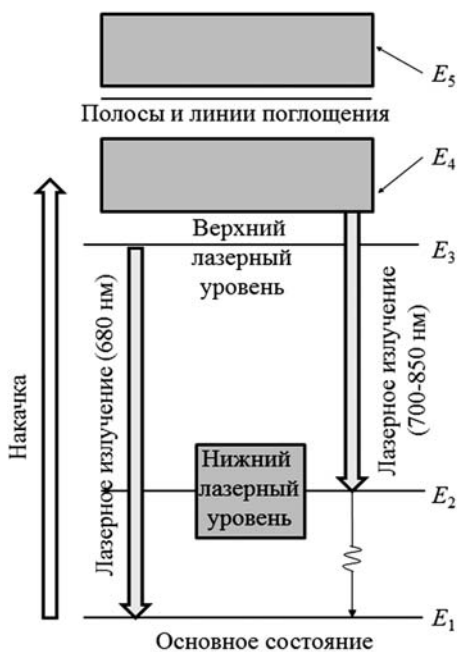 E5
Полосы и линии поглощения
E4
Верхний
лазерный
уровень
E3
Накачка
Лазерное излучение (680 нм)
Лазерное излучение
(700-850 нм)
Нижний
лазерный
уровень
E2
E1
Основное состояние